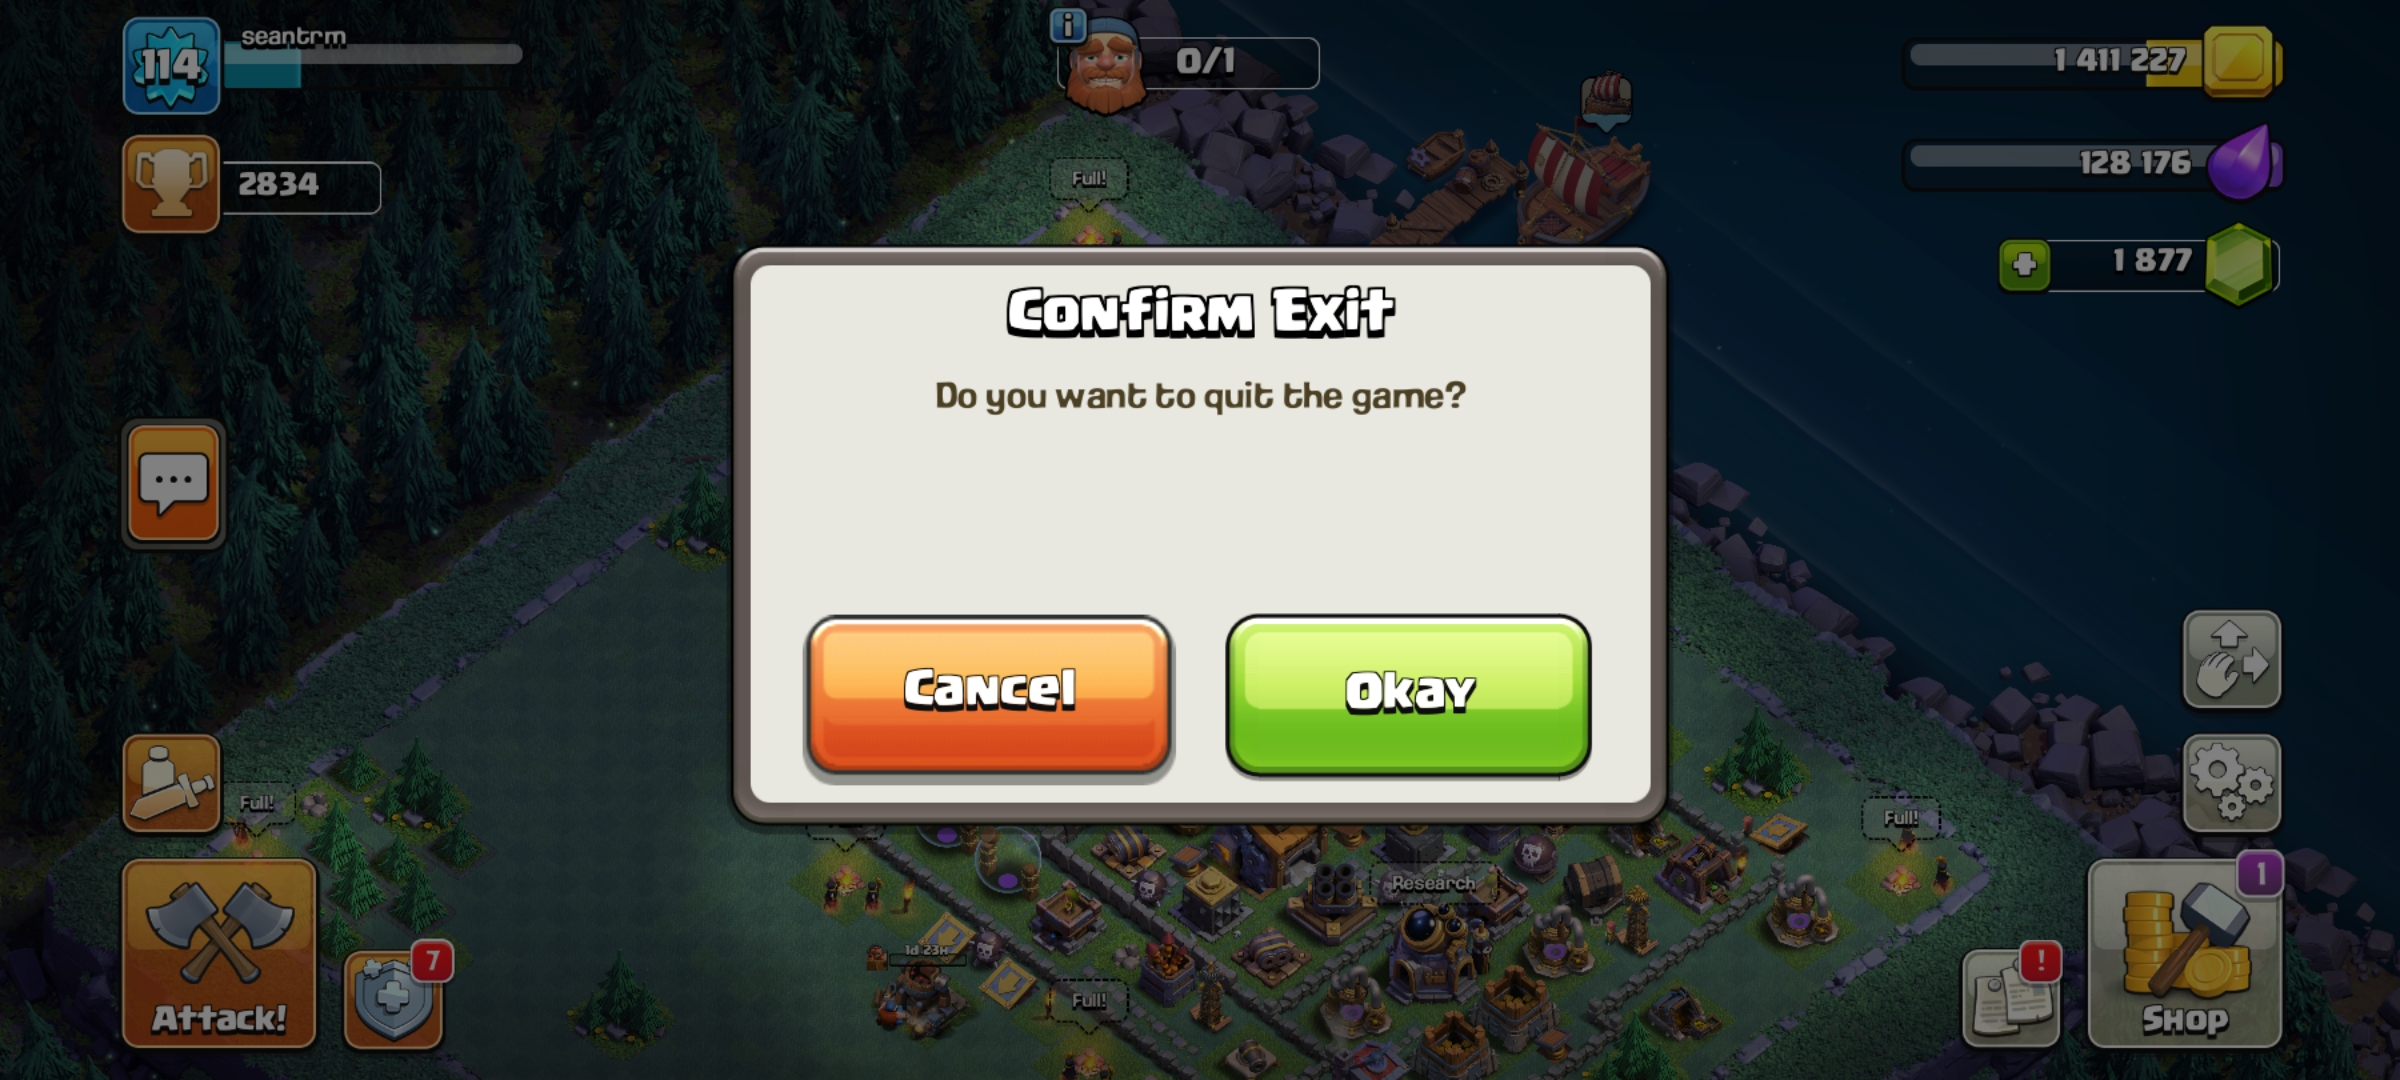 114
seantrm
i
0/1
1 411 227
2834
Full!
128 176
1 877
Confirm Exit
Do you want to quit the game?
Cancel
Okay
Full!
Full!
1
Research
1d 23H
7
!
Full!
Attack!
Shop